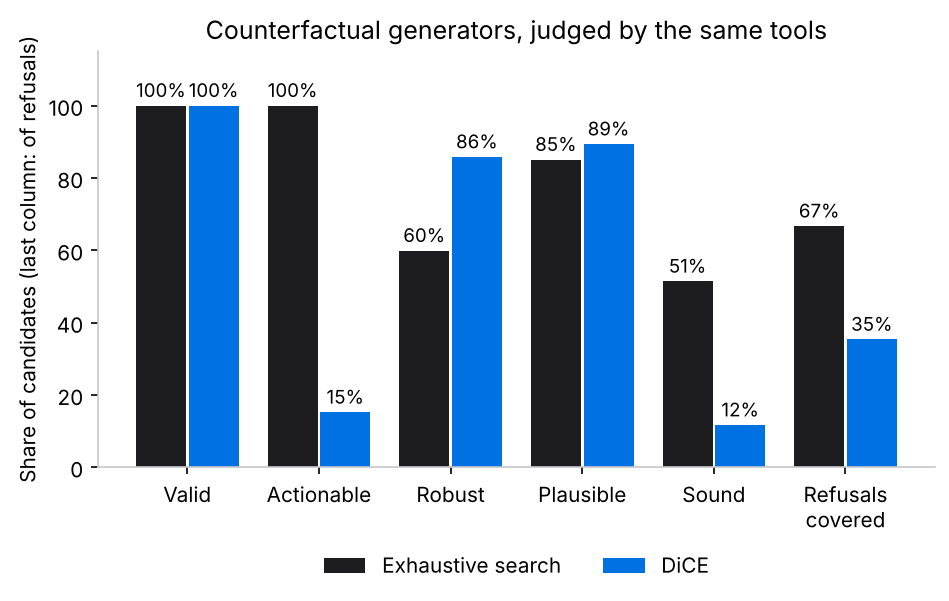 Counterfactual generators, judged by the same tools
Share of candidates (last column: of refusals)
100
80
60
40
20
0
100% 100% 100% 15% 60% 86% 85% 89% 51% 12% 67% 35%
Valid Actionable Robust Plausible Sound Refusals
covered
Exhaustive search DiCE